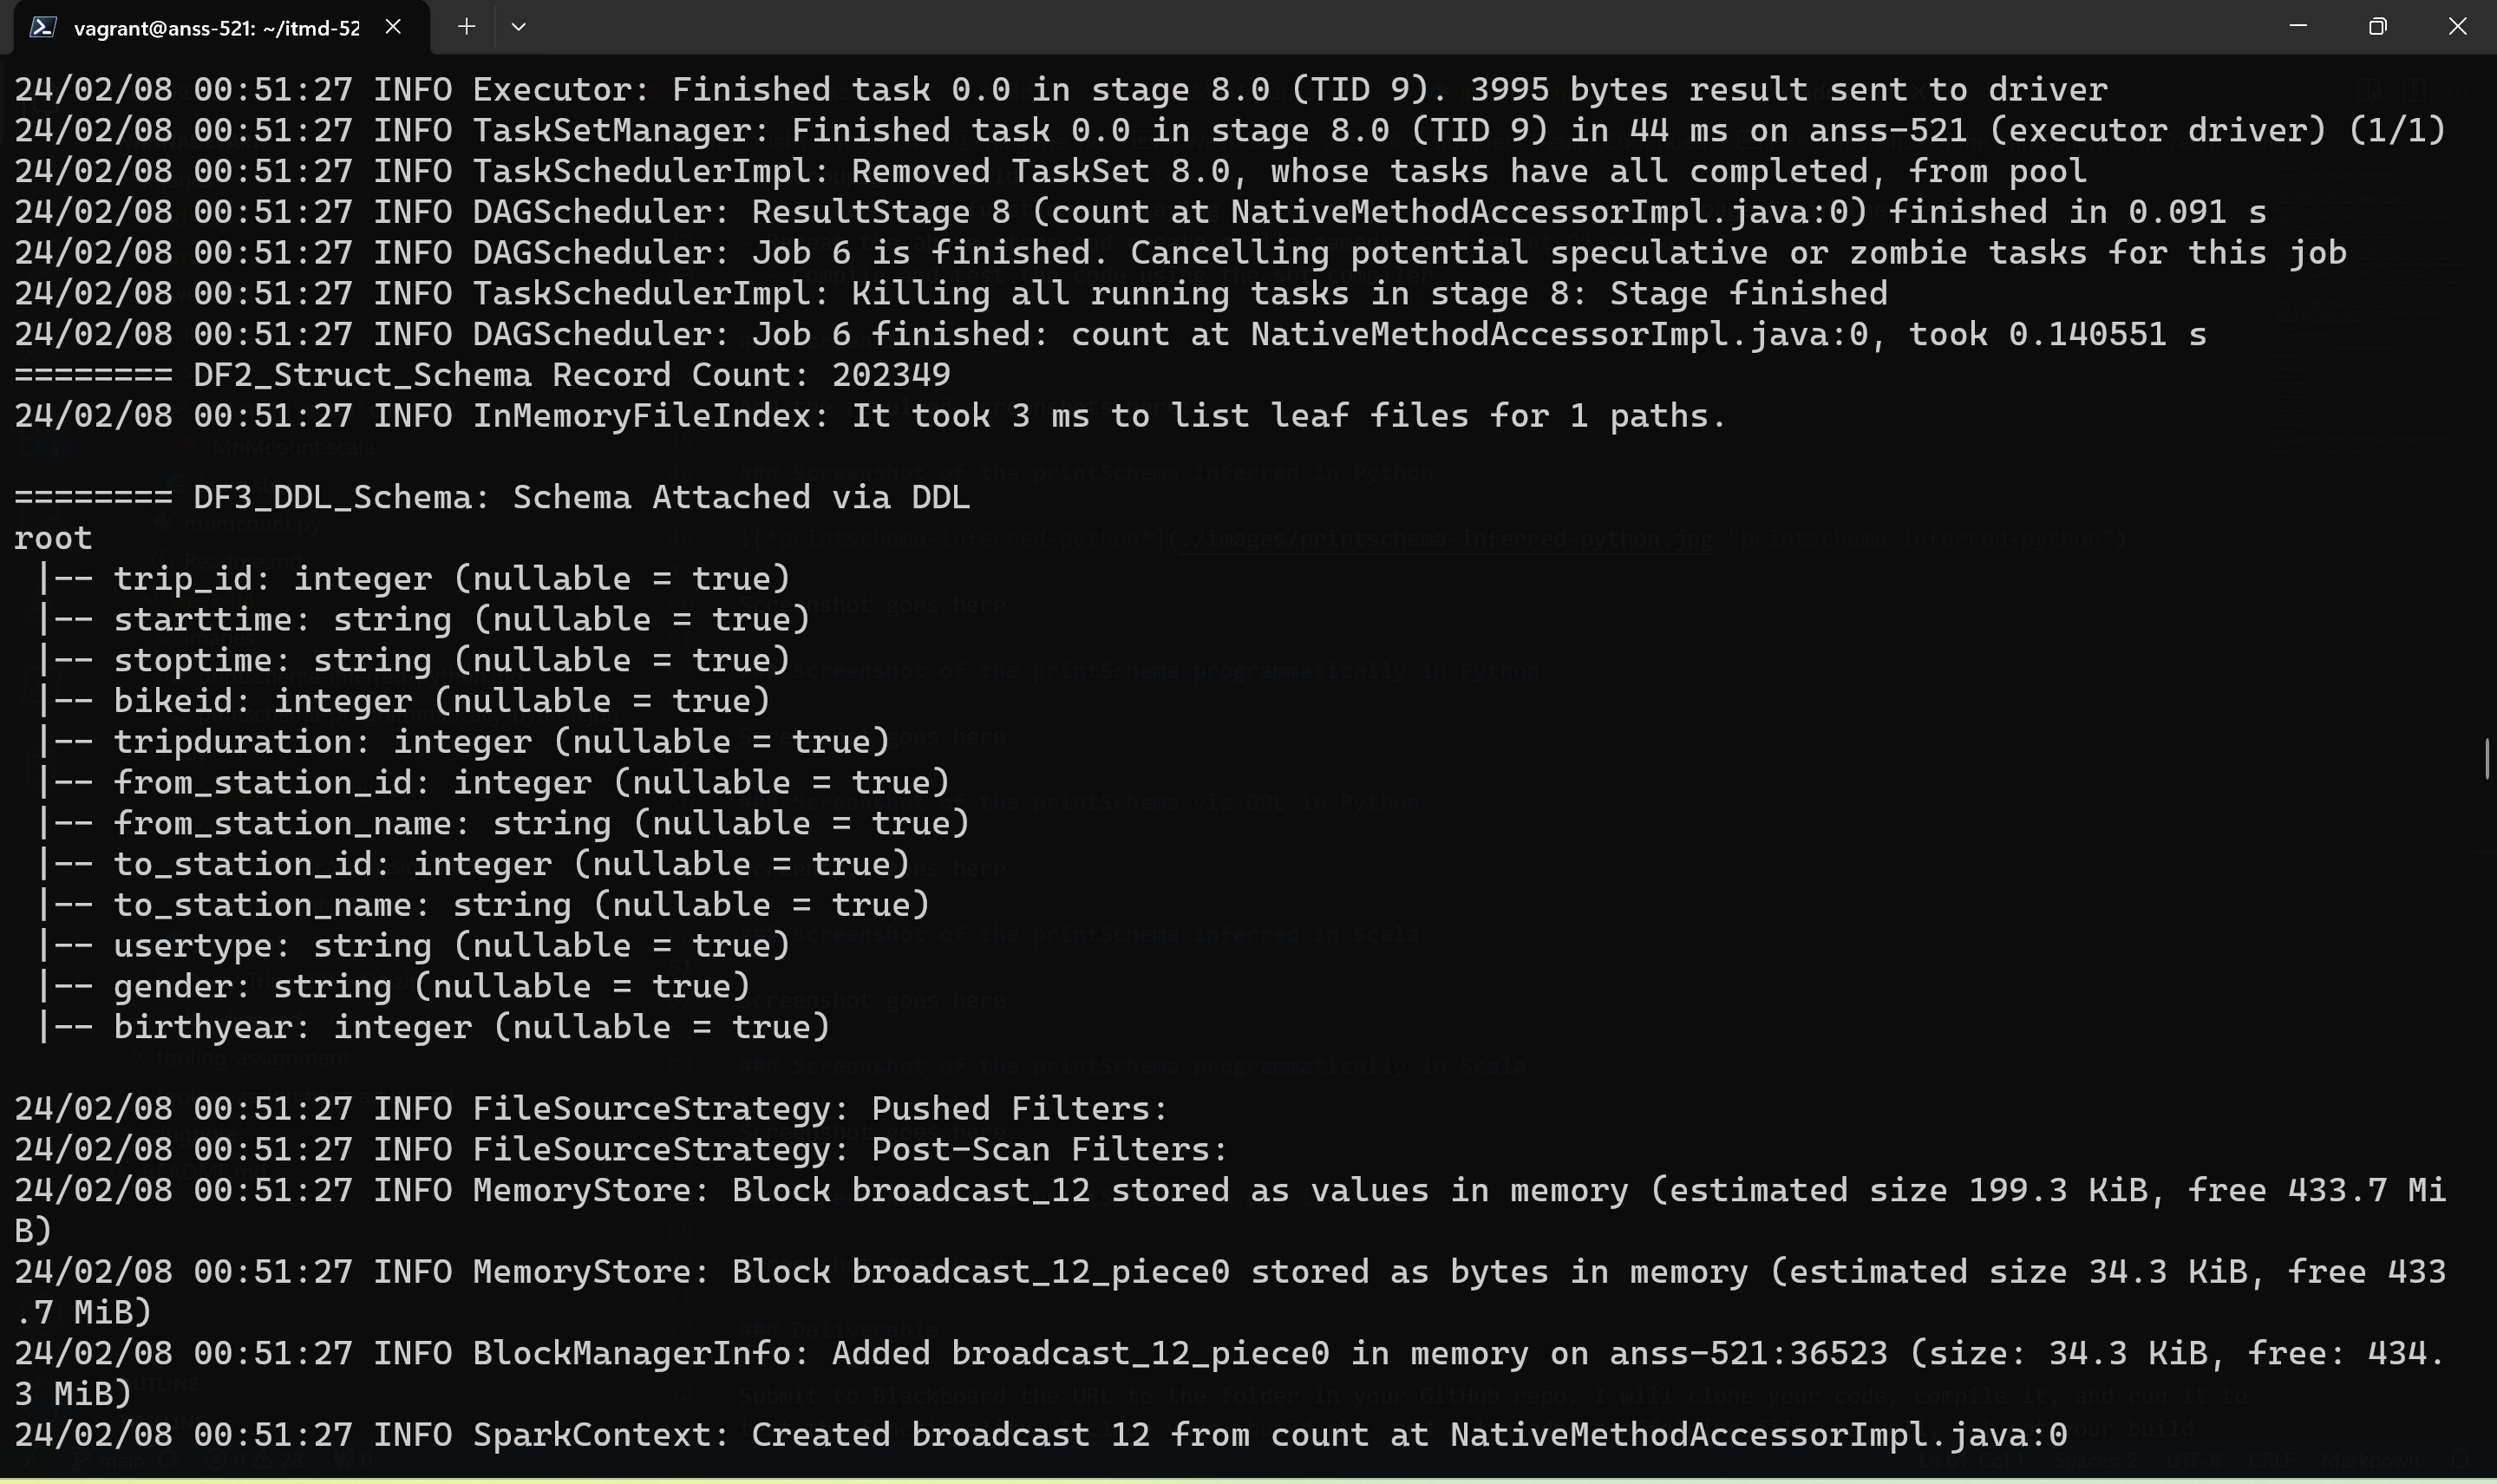 vagrant@anss-521: ~/itmd-52
24/02/08 00:51:27 INFO Executor: Finished task 0.0 in stage 8.0 (TID 9). 3995 bytes result sent to driver
24/02/08 00:51:27 INFO TaskSetManager: Finished task 0.0 in stage 8.0 (TID 9) in 44 ms on anss-521 (executor driver) (1/1)
24/02/08 00:51:27 INFO TaskSchedulerImpl: Removed TaskSet 8.0, whose tasks have all completed, from pool
24/02/08 00:51:27 INFO DAGScheduler: ResultStage 8 (count at NativeMethodAccessorImpl.java:0) finished in 0.091 s
24/02/08 00:51:27 INFO DAGScheduler: Job 6 is finished. Cancelling potential speculative or zombie tasks for this job
24/02/08 00:51:27 INFO TaskSchedulerImpl: Killing all running tasks in stage 8: Stage finished
24/02/08 00:51:27 INFO DAGScheduler: Job 6 finished: count at NativeMethodAccessorImpl.java:0, took 0.140551 s
======== DF2_Struct_Schema Record Count: 202349
24/02/08 00:51:27 INFO InMemoryFileIndex: It took 3 ms to list leaf files for 1 paths.
======== DF3_DDL_Schema: Schema Attached via DDL
root
 |-- trip_id: integer (nullable = true)
 |-- starttime: string (nullable = true)
 |-- stoptime: string (nullable = true)
 |-- bikeid: integer (nullable = true)
 |-- tripduration: integer (nullable = true)
 |-- from_station_id: integer (nullable = true)
 |-- from_station_name: string (nullable = true)
 |-- to_station_id: integer (nullable = true)
 |-- to_station_name: string (nullable = true)
 |-- usertype: string (nullable = true)
 |-- gender: string (nullable = true)
 |-- birthyear: integer (nullable = true)
24/02/08 00:51:27 INFO FileSourceStrategy: Pushed Filters:
24/02/08 00:51:27 INFO FileSourceStrategy: Post-Scan Filters:
24/02/08 00:51:27 INFO MemoryStore: Block broadcast_12 stored as values in memory (estimated size 199.3 KiB, free 433.7 Mi
B)
24/02/08 00:51:27 INFO MemoryStore: Block broadcast_12_piece0 stored as bytes in memory (estimated size 34.3 KiB, free 433
.7 MiB)
24/02/08 00:51:27 INFO BlockManagerInfo: Added broadcast_12_piece0 in memory on anss-521:36523 (size: 34.3 KiB, free: 434.
3 MiB)
24/02/08 00:51:27 INFO SparkContext: Created broadcast 12 from count at NativeMethodAccessorImpl.java:0